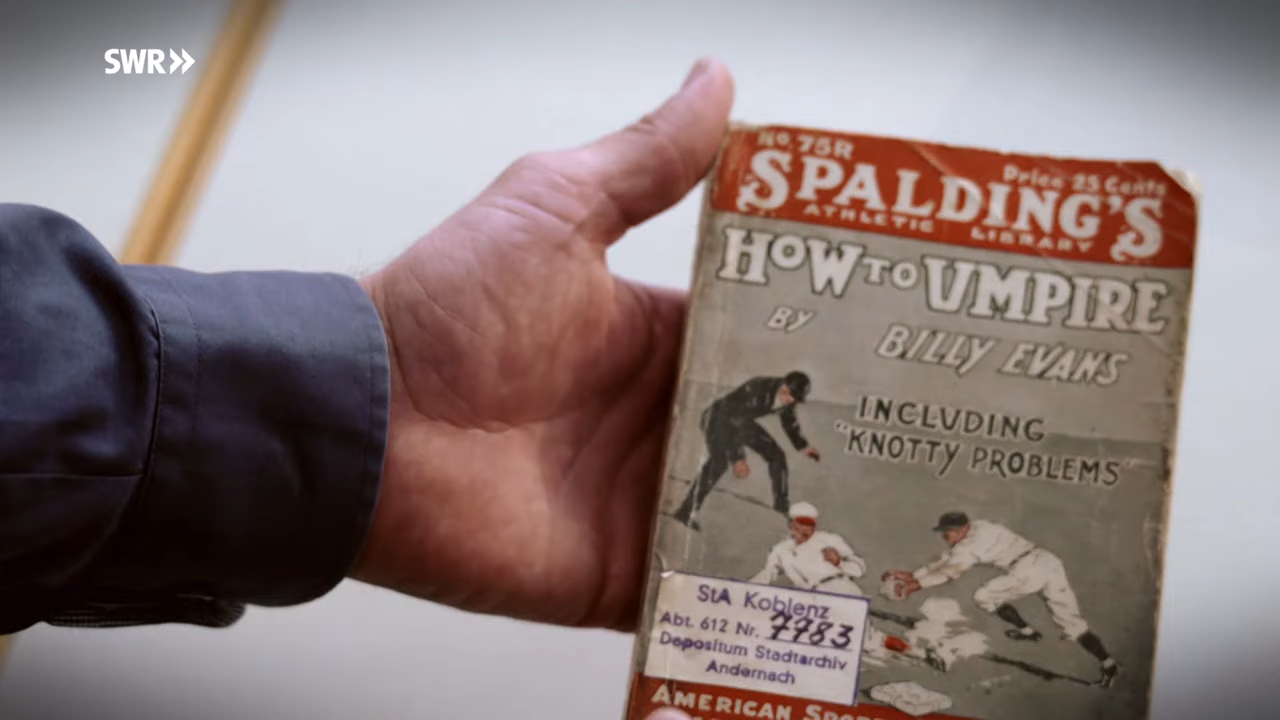 SWR
No. 75R
Price 25 Cents
SPALDING'S
ATHLETIC LIBRARY
HOW TO UMPIRE
BY BILLY EVANS
INCLUDING
"KNOTTY PROBLEMS"
StA Koblenz
Abt. 612 Nr. 7783
Depositum Stadtarchiv
Andernach
AMERICAN